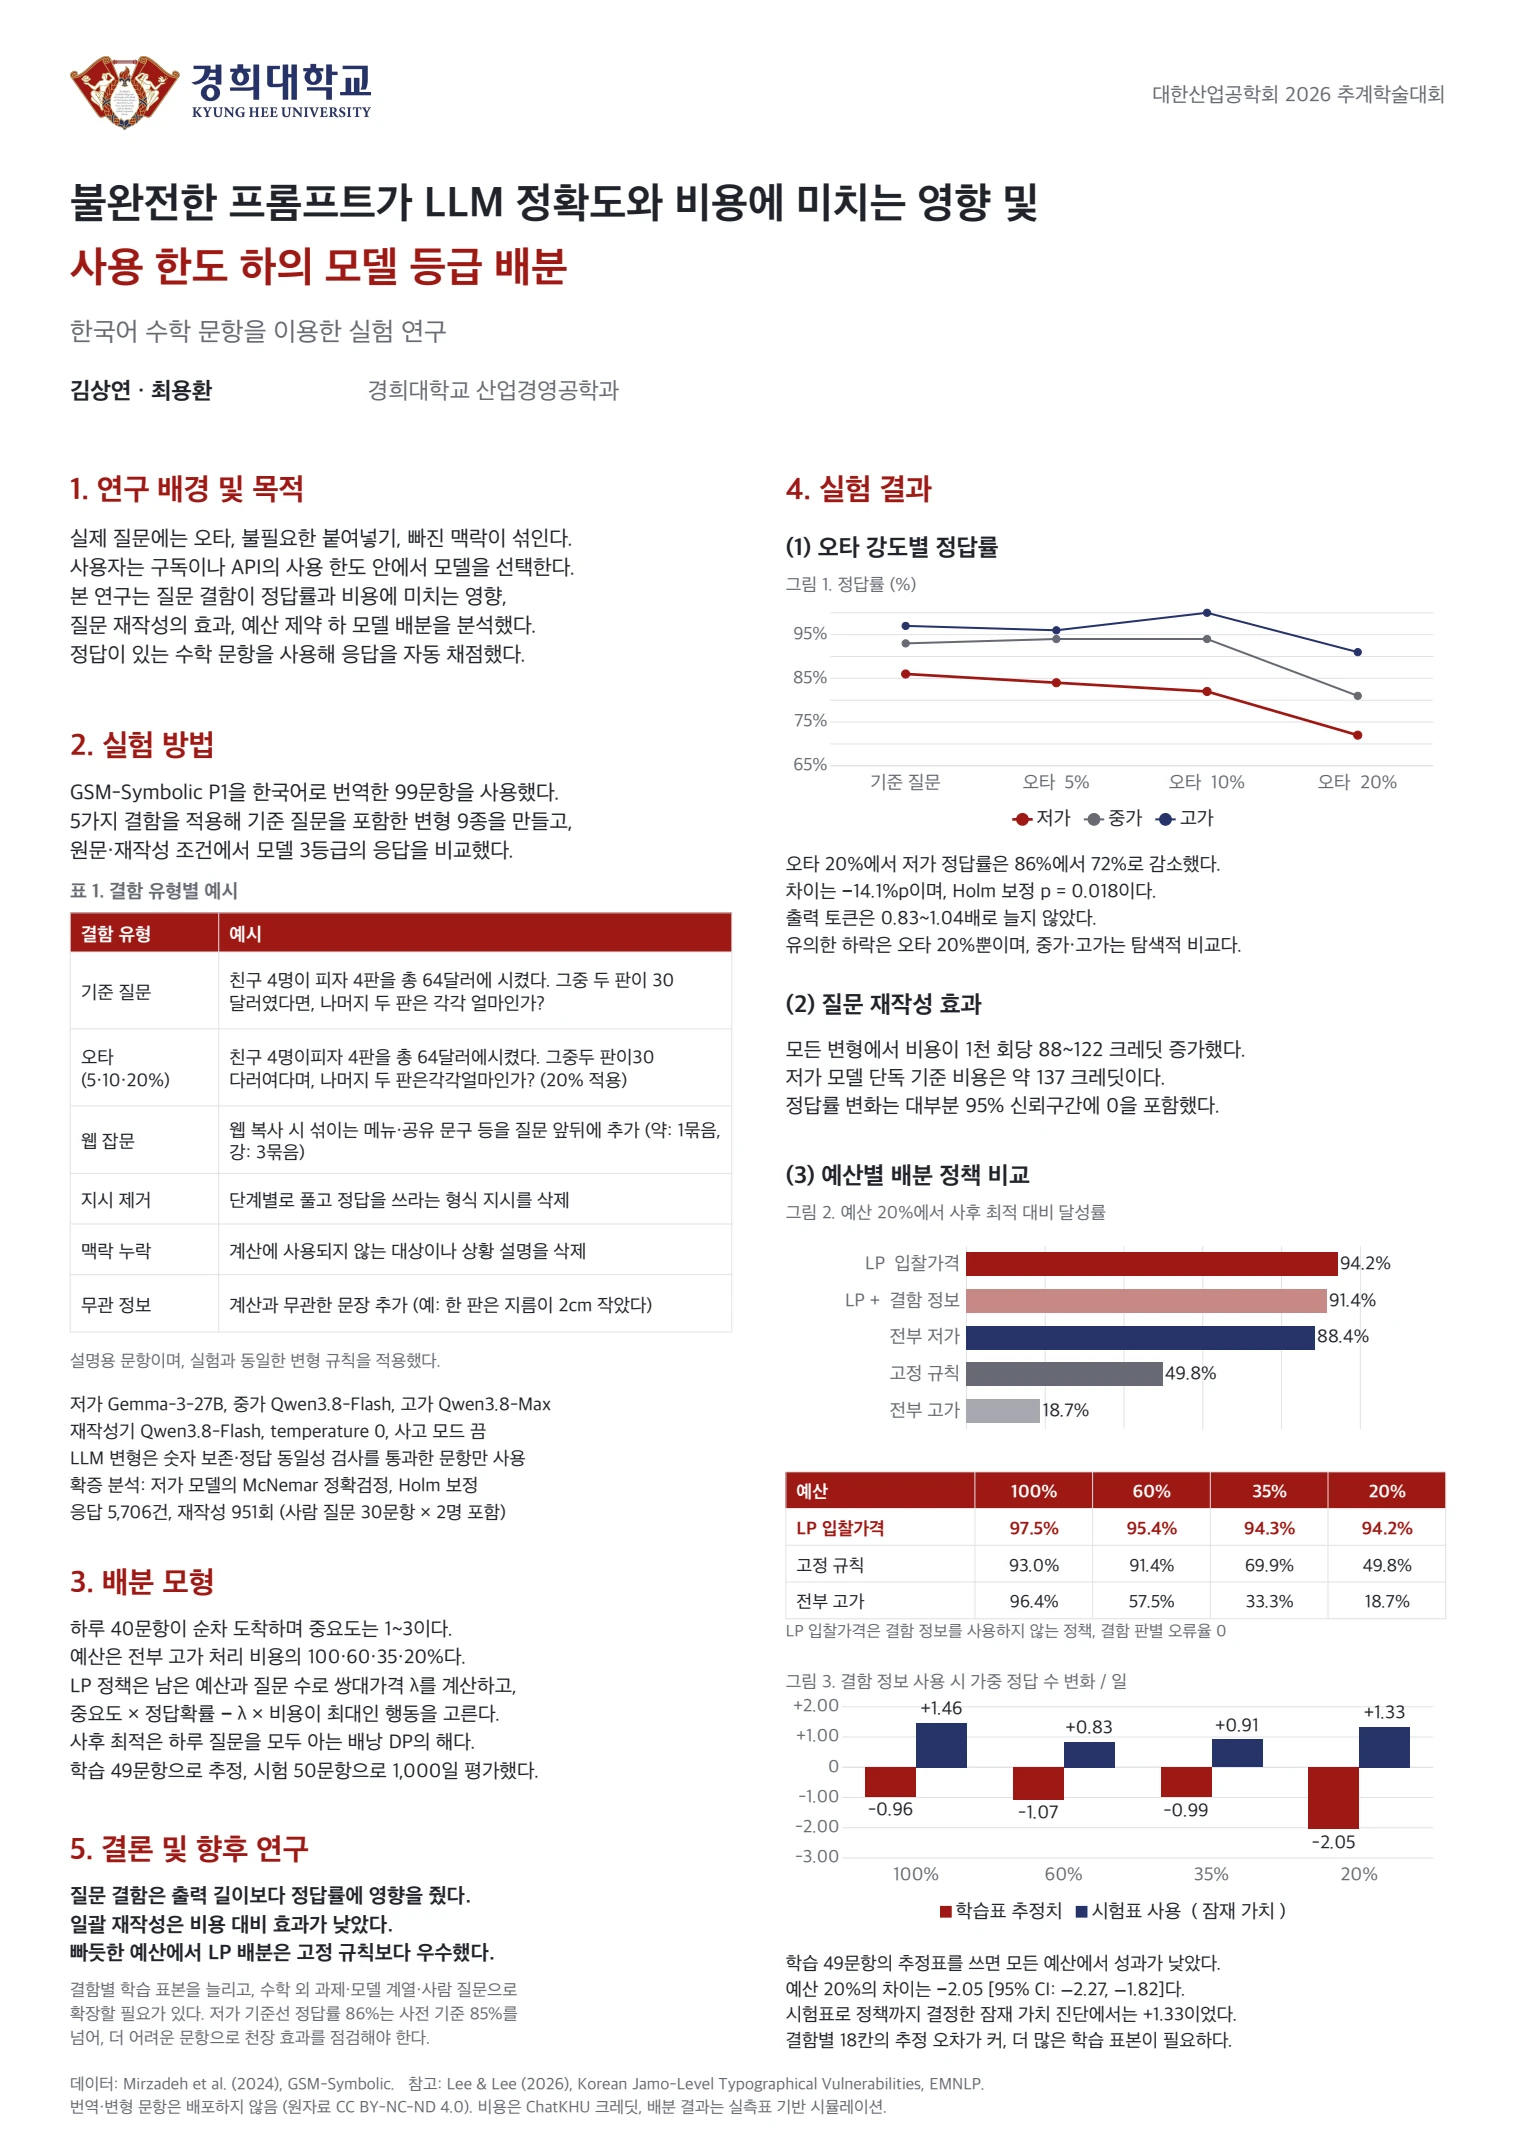 경희대학교
KYUNG HEE UNIVERSITY
대한산업공학회 2026 추계학술대회
불완전한 프롬프트가 LLM 정확도와 비용에 미치는 영향 및
사용 한도 하의 모델 등급 배분
한국어 수학 문항을 이용한 실험 연구
김상연 · 최용환 경희대학교 산업경영공학과
1. 연구 배경 및 목적
실제 질문에는 오타, 불필요한 붙여넣기, 빠진 맥락이 섞인다.
사용자는 구독이나 API의 사용 한도 안에서 모델을 선택한다.
본 연구는 질문 결함이 정답률과 비용에 미치는 영향,
질문 재작성의 효과, 예산 제약 하 모델 배분을 분석했다.
정답이 있는 수학 문항을 사용해 응답을 자동 채점했다.
2. 실험 방법
GSM-Symbolic P1을 한국어로 번역한 99문항을 사용했다.
5가지 결함을 적용해 기준 질문을 포함한 변형 9종을 만들고,
원문·재작성 조건에서 모델 3등급의 응답을 비교했다.
표 1. 결함 유형별 예시
결함 유형 예시
기준 질문 친구 4명이 피자 4판을 총 64달러에 시켰다. 그중 두 판이 30
달러였다면, 나머지 두 판은 각각 얼마인가?
오타 친구 4명이피자 4판을 총 64달러에시켰다. 그중두 판이30
(5·10·20%) 다러여다며, 나머지 두 판은각각얼마인가? (20% 적용)
웹 잡문 웹 복사 시 섞이는 메뉴·공유 문구 등을 질문 앞뒤에 추가 (약: 1묶음,
강: 3묶음)
지시 제거 단계별로 풀고 정답을 쓰라는 형식 지시를 삭제
맥락 누락 계산에 사용되지 않는 대상이나 상황 설명을 삭제
무관 정보 계산과 무관한 문장 추가 (예: 한 판은 지름이 2cm 작았다)
설명용 문항이며, 실험과 동일한 변형 규칙을 적용했다.
저가 Gemma-3-27B, 중가 Qwen3.8-Flash, 고가 Qwen3.8-Max
재작성기 Qwen3.8-Flash, temperature 0, 사고 모드 끔
LLM 변형은 숫자 보존·정답 동일성 검사를 통과한 문항만 사용
확증 분석: 저가 모델의 McNemar 정확검정, Holm 보정
응답 5,706건, 재작성 951회 (사람 질문 30문항 × 2명 포함)
3. 배분 모형
하루 40문항이 순차 도착하며 중요도는 1~3이다.
예산은 전부 고가 처리 비용의 100·60·35·20%다.
LP 정책은 남은 예산과 질문 수로 쌍대가격 λ를 계산하고,
중요도 × 정답확률 − λ × 비용이 최대인 행동을 고른다.
사후 최적은 하루 질문을 모두 아는 배낭 DP의 해다.
학습 49문항으로 추정, 시험 50문항으로 1,000일 평가했다.
5. 결론 및 향후 연구
질문 결함은 출력 길이보다 정답률에 영향을 줬다.
일괄 재작성은 비용 대비 효과가 낮았다.
빠듯한 예산에서 LP 배분은 고정 규칙보다 우수했다.
결함별 학습 표본을 늘리고, 수학 외 과제·모델 계열·사람 질문으로
확장할 필요가 있다. 저가 기준선 정답률 86%는 사전 기준 85%를
넘어, 더 어려운 문항으로 천장 효과를 점검해야 한다.
4. 실험 결과
(1) 오타 강도별 정답률
그림 1. 정답률 (%)
95%
85%
75%
65%
기준 질문 오타 5% 오타 10% 오타 20%
저가 중가 고가
오타 20%에서 저가 정답률은 86%에서 72%로 감소했다.
차이는 −14.1%p이며, Holm 보정 p = 0.018이다.
출력 토큰은 0.83~1.04배로 늘지 않았다.
유의한 하락은 오타 20%뿐이며, 중가·고가는 탐색적 비교다.
(2) 질문 재작성 효과
모든 변형에서 비용이 1천 회당 88~122 크레딧 증가했다.
저가 모델 단독 기준 비용은 약 137 크레딧이다.
정답률 변화는 대부분 95% 신뢰구간에 0을 포함했다.
(3) 예산별 배분 정책 비교
그림 2. 예산 20%에서 사후 최적 대비 달성률
LP 입찰가격 94.2%
LP + 결함 정보 91.4%
전부 저가 88.4%
고정 규칙 49.8%
전부 고가 18.7%
예산 100% 60% 35% 20%
LP 입찰가격 97.5% 95.4% 94.3% 94.2%
고정 규칙 93.0% 91.4% 69.9% 49.8%
전부 고가 96.4% 57.5% 33.3% 18.7%
LP 입찰가격은 결함 정보를 사용하지 않는 정책, 결함 판별 오류율 0
그림 3. 결함 정보 사용 시 가중 정답 수 변화 / 일
+2.00
+1.00
0
-1.00
-2.00
-3.00
+1.46 +0.83 +0.91 +1.33
-0.96 -1.07 -0.99 -2.05
100% 60% 35% 20%
학습표 추정치 시험표 사용 ( 잠재 가치 )
학습 49문항의 추정표를 쓰면 모든 예산에서 성과가 낮았다.
예산 20%의 차이는 −2.05 [95% CI: −2.27, −1.82]다.
시험표로 정책까지 결정한 잠재 가치 진단에서는 +1.33이었다.
결함별 18칸의 추정 오차가 커, 더 많은 학습 표본이 필요하다.
데이터: Mirzadeh et al. (2024), GSM-Symbolic. 참고: Lee & Lee (2026), Korean Jamo-Level Typographical Vulnerabilities, EMNLP.
번역·변형 문항은 배포하지 않음 (원자료 CC BY-NC-ND 4.0). 비용은 ChatKHU 크레딧, 배분 결과는 실측표 기반 시뮬레이션.